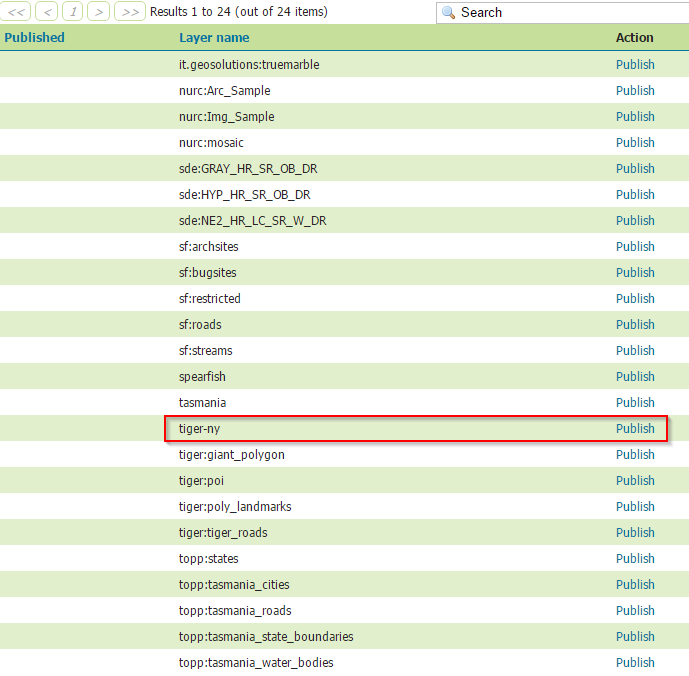 << < 1 > >> Results 1 to 24 (out of 24 items) Search
Published Layer name Action
it.geosolutions:truemarble Publish
nurc:Arc_Sample Publish
nurc:Img_Sample Publish
nurc:mosaic Publish
sde:GRAY_HR_SR_OB_DR Publish
sde:HYP_HR_SR_OB_DR Publish
sde:NE2_HR_LC_SR_W_DR Publish
sf:archsites Publish
sf:bugsites Publish
sf:restricted Publish
sf:roads Publish
sf:streams Publish
spearfish Publish
tasmania Publish
tiger-ny Publish
tiger:giant_polygon Publish
tiger:poi Publish
tiger:poly_landmarks Publish
tiger:tiger_roads Publish
topp:states Publish
topp:tasmania_cities Publish
topp:tasmania_roads Publish
topp:tasmania_state_boundaries Publish
topp:tasmania_water_bodies Publish